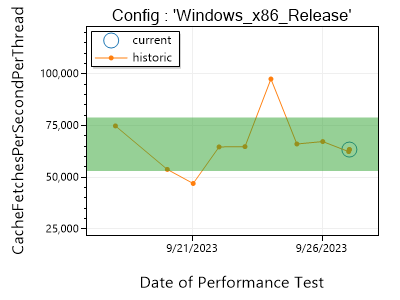 Config : 'Windows_x86_Release'
current
historic
CacheFetchesPerSecondPerThread
100,000
75,000
50,000
25,000
9/21/2023
9/26/2023
Date of Performance Test